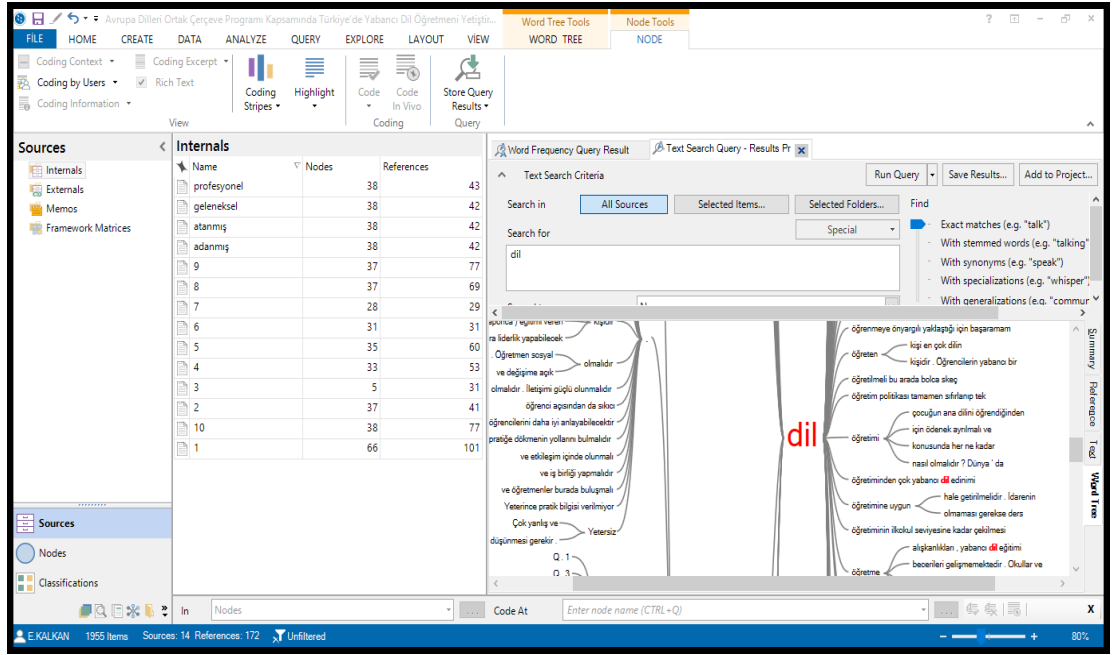 Avrupa Dilleri Ortak Çerçeve Programı Kapsamında Türkiye'de Yabancı Dil Öğretmeni Yetiştir...
Word Tree Tools
Node Tools
FILE HOME CREATE DATA ANALYZE QUERY EXPLORE LAYOUT VIEW WORD TREE NODE
Coding Context
Coding Excerpt
Coding by Users
Rich Text
Coding Information
Coding Stripes
Highlight
Code
Code In Vivo
Store Query Results
View
Coding
Query
Sources
Internals
Externals
Memos
Framework Matrices
Sources
Nodes
Classifications
Internals
Name Nodes References
profesyonel 38 43
geleneksel 38 42
atanmış 38 42
adanmış 38 42
9 37 77
8 37 69
7 28 29
6 31 31
5 35 60
4 33 53
3 5 31
2 37 41
10 38 77
1 66 101
Word Frequency Query Result
Text Search Query - Results Pr
Text Search Criteria
Run Query
Save Results...
Add to Project...
Search in
All Sources
Selected Items...
Selected Folders...
Find
Search for
Special
dil
Exact matches (e.g. "talk")
With stemmed words (e.g. "talking"
With synonyms (e.g. "speak")
With specializations (e.g. "whisper")
With generalizations (e.g. "commur
eğitimi veren
kişidir
ra liderlik yapabilecek
. Öğretmen sosyal
ve değişime açık
olmalıdır
olmalıdır . İletişimi güçlü olunmalıdır
öğrenci açısından da sıkıcı
öğrencilerini daha iyi anlayabilecektir
pratiğe dökmenin yollarını bulmalıdır
ve etkileşim içinde olunmalı
ve iş birliği yapmalıdır
ve öğretmenler burada buluşmalı
Yeterince pratik bilgisi verilmiyor
Çok yanlış ve
düşünmesi gerekir .
Yetersiz
Q . 1
Q . 3
.
dil
öğrenmeye önyargılı yaklaştığı için başaramam
öğreten
kişi en çok dilin
kişidir . Öğrencilerin yabancı bir
öğretilmeli bu arada bolca skeç
öğretim politikası tamamen sıfırlanıp tek
öğretimi
çocuğun ana dilini öğrendiğinden
için ödenek ayrılmalı ve
konusunda her ne kadar
nasıl olmalıdır ? Dünya ' da
öğretiminden çok yabancı dil edinimi
öğretimine uygun
hale getirilmelidir . İdarenin
olmaması gerekse ders
öğretiminin ilkokul seviyesine kadar çekilmesi
öğretme
alışkanlıkları , yabancı dil eğitimi
becerileri gelişmemektedir . Okullar ve
Summary
Reference
Text
Word Tree
In
Nodes
Code At
Enter node name (CTRL+Q)
X
E.KALKAN 1955 Items Sources: 14 References: 172 Unfiltered
80%